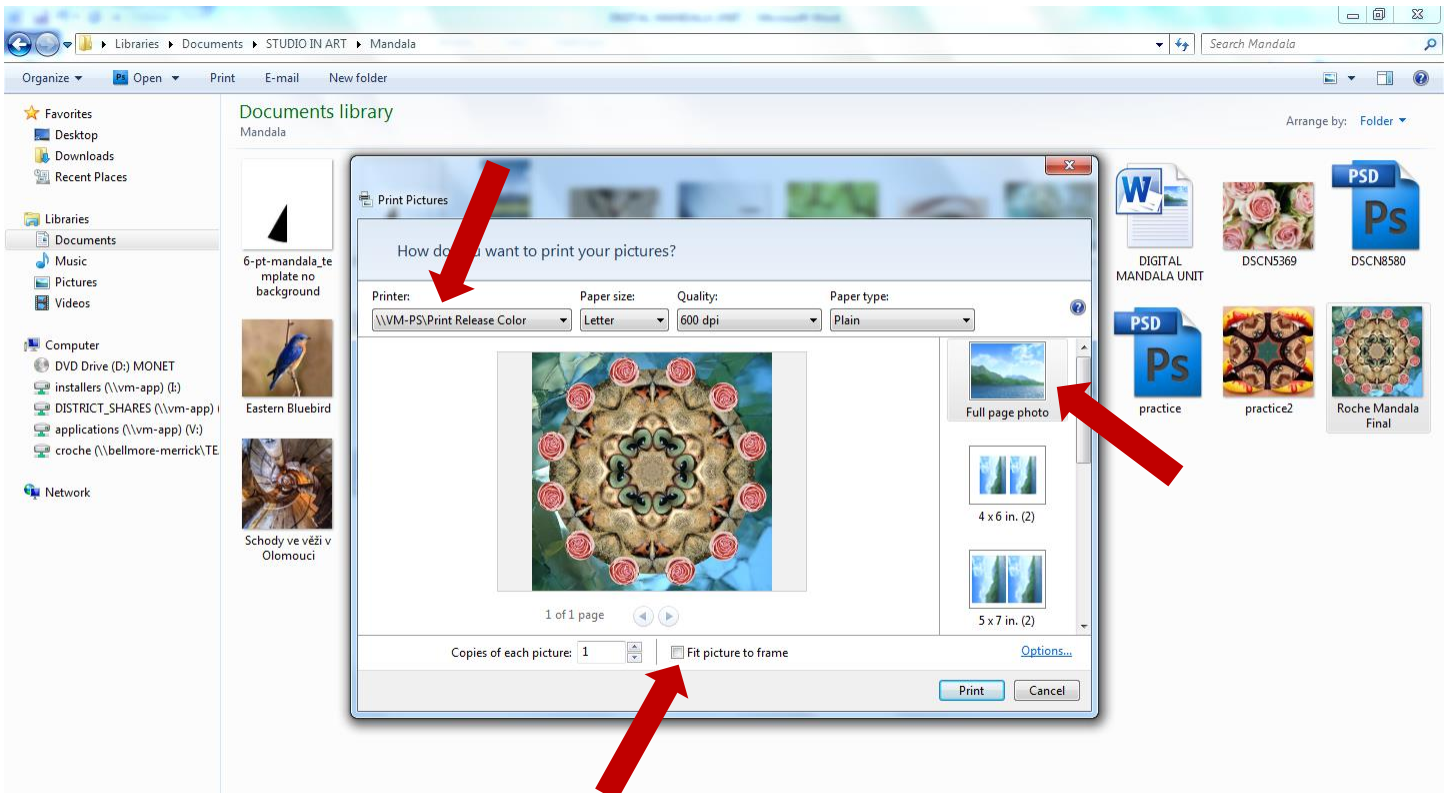 Libraries ▸ Documents ▸ STUDIO IN ART ▸ Mandala
Search Mandala
Organize
Open
Print
E-mail
New folder
Favorites
Desktop
Downloads
Recent Places
Libraries
Documents
Music
Pictures
Videos
Computer
DVD Drive (D:) MONET
installers (\\vm-app) (I:)
DISTRICT_SHARES (\\vm-app) (
applications (\\vm-app) (V:)
croche (\\bellmore-merrick\TE
Network
Documents library
Mandala
Arrange by: Folder
6-pt-mandala_te
mplate no
background
Eastern Bluebird
Schody ve věži v
Olomouci
Print Pictures
How do want to print your pictures?
Printer:
Paper size:
Quality:
Paper type:
\\VM-PS\Print Release Color
Letter
600 dpi
Plain
Full page photo
4 x 6 in. (2)
5 x 7 in. (2)
1 of 1 page
Copies of each picture: 1
Fit picture to frame
Options...
Print
Cancel
W
DIGITAL
MANDALA UNIT
DSCN5369
PSD
Ps
DSCN8580
PSD
Ps
practice
practice2
Roche Mandala
Final